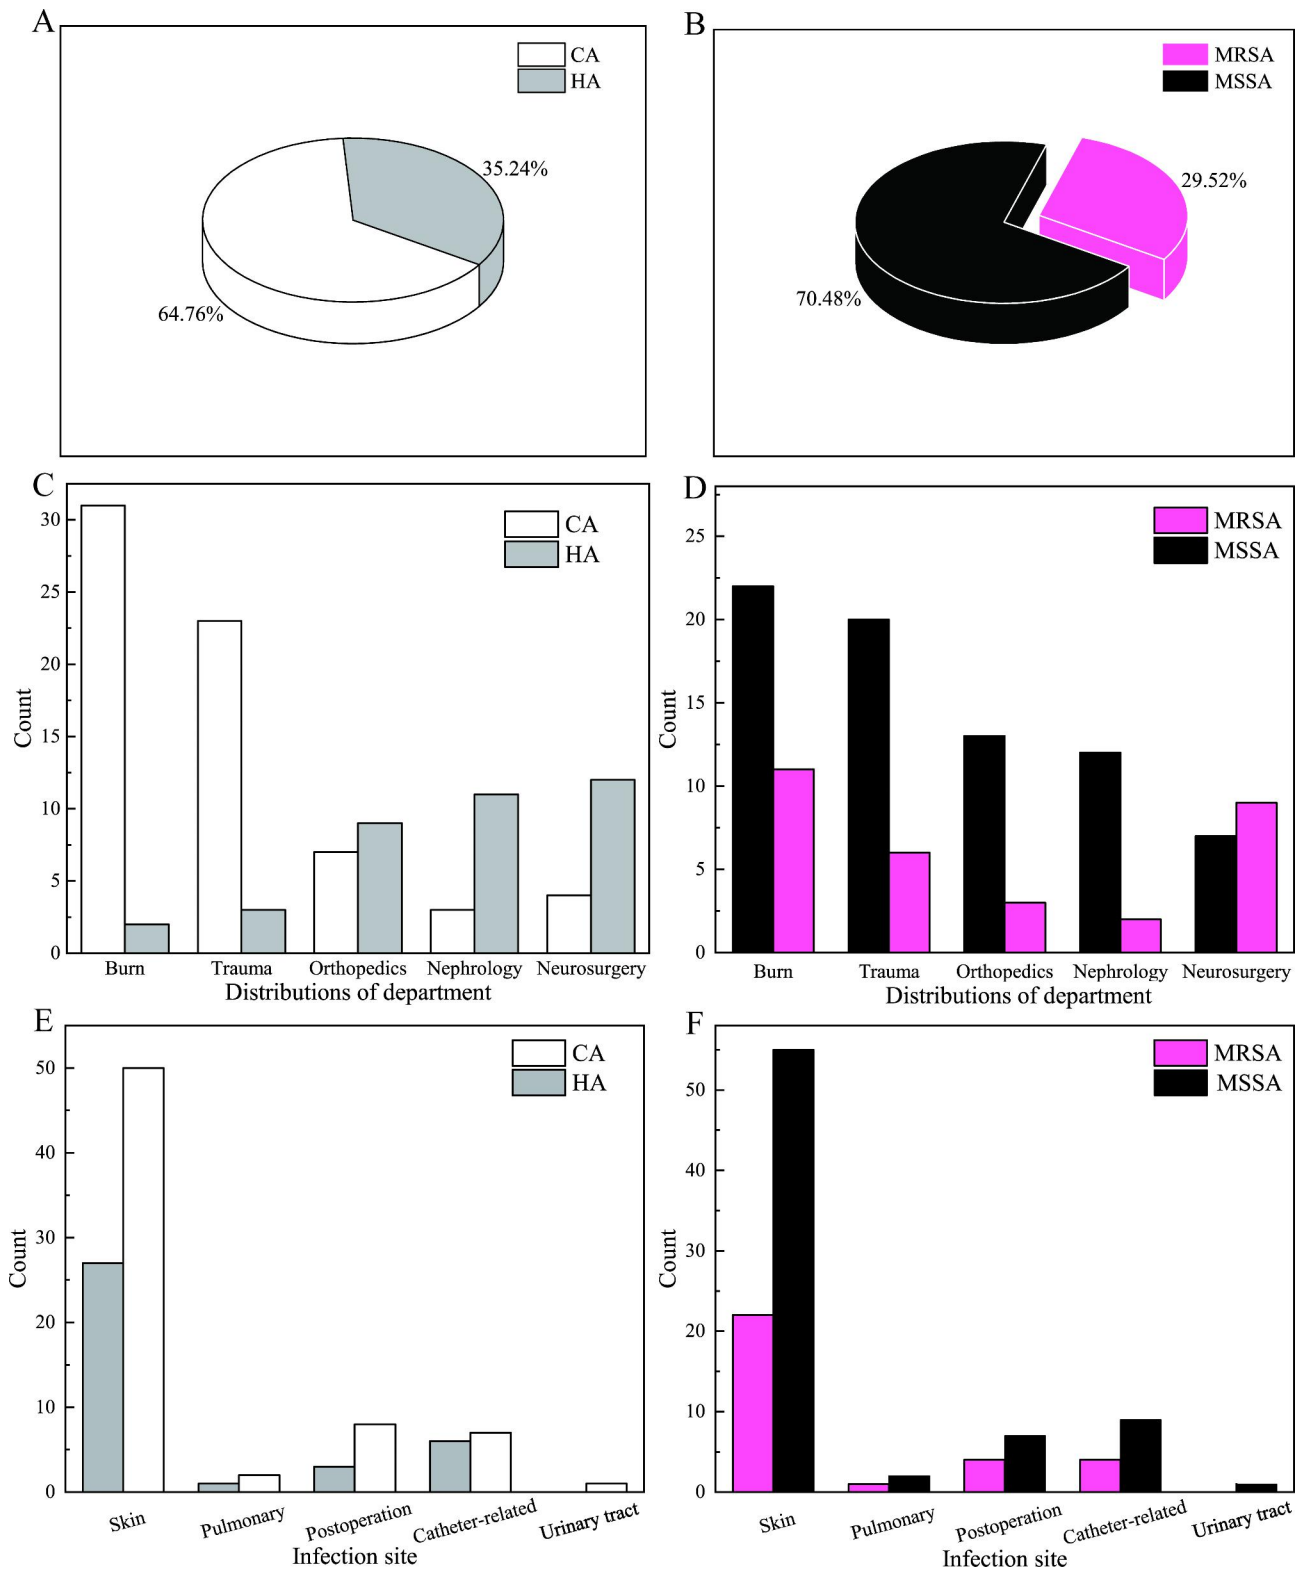 A
CA
HA
35.24%
64.76%
B
MRSA
MSSA
29.52%
70.48%
C
CA
HA
30
25
20
15
10
5
0
Count
Burn Trauma Orthopedics Nephrology Neurosurgery
Distributions of department
D
MRSA
MSSA
25
20
15
10
5
0
Count
Burn Trauma Orthopedics Nephrology Neurosurgery
Distributions of department
E
CA
HA
50
40
30
20
10
0
Count
Skin Pulmonary Postoperation Catheter-related Urinary tract
Infection site
F
MRSA
MSSA
50
40
30
20
10
0
Count
Skin Pulmonary Postoperation Catheter-related Urinary tract
Infection site